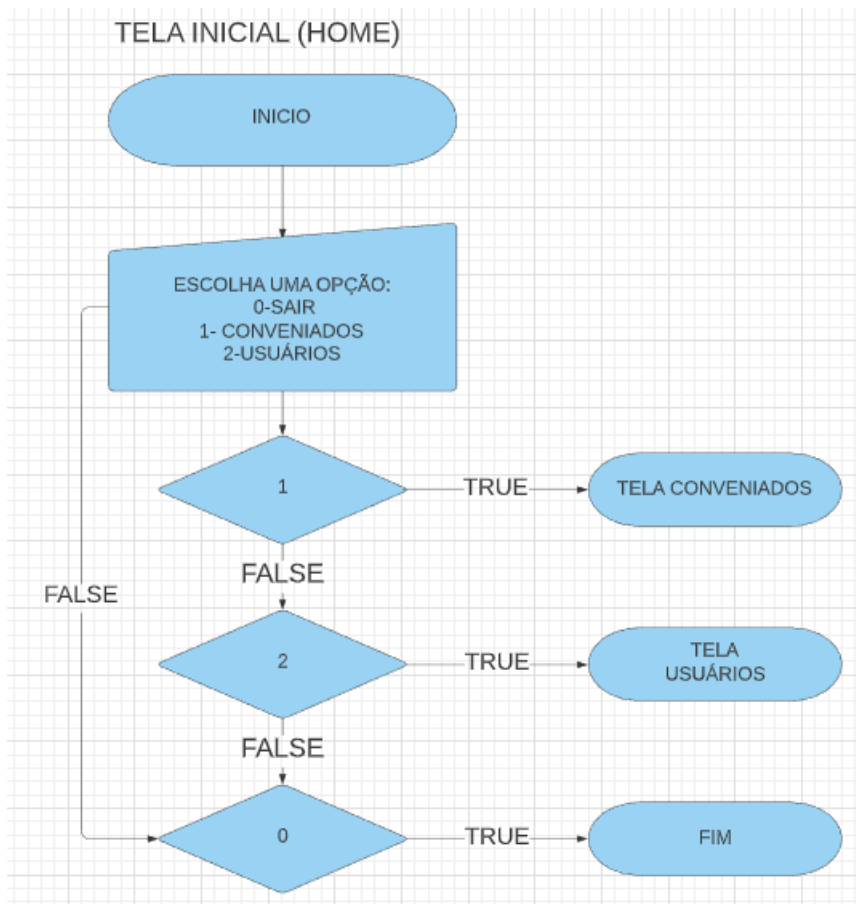 TELA INICIAL (HOME)
INICIO
ESCOLHA UMA OPÇÃO:
0-SAIR
1- CONVENIADOS
2-USUÁRIOS
1
TRUE
TELA CONVENIADOS
FALSE
FALSE
2
TRUE
TELA
USUÁRIOS
FALSE
0
TRUE
FIM